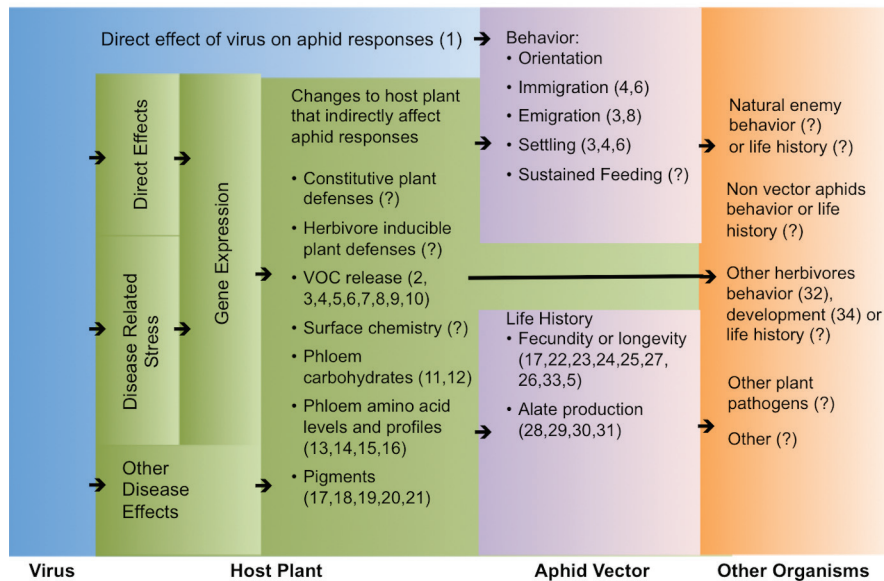 Direct effect of virus on aphid responses (1)
Direct Effects
Disease Related
Stress
Gene Expression
Other
Disease
Effects
Changes to host plant
that indirectly affect
aphid responses
• Constitutive plant
defenses (?)
• Herbivore inducible
plant defenses (?)
• VOC release (2,
3,4,5,6,7,8,9,10)
• Surface chemistry (?)
• Phloem
carbohydrates (11,12)
• Phloem amino acid
levels and profiles
(13,14,15,16)
• Pigments
(17,18,19,20,21)
Behavior:
• Orientation
• Immigration (4,6)
• Emigration (3,8)
• Settling (3,4,6)
• Sustained Feeding (?)
Life History
• Fecundity or longevity
(17,22,23,24,25,27,
26,33,5)
• Alate production
(28,29,30,31)
Natural enemy
behavior (?)
or life history (?)
Non vector aphids
behavior or life
history (?)
Other herbivores
behavior (32),
development (34) or
life history (?)
Other plant
pathogens (?)
Other (?)
Virus
Host Plant
Aphid Vector
Other Organisms